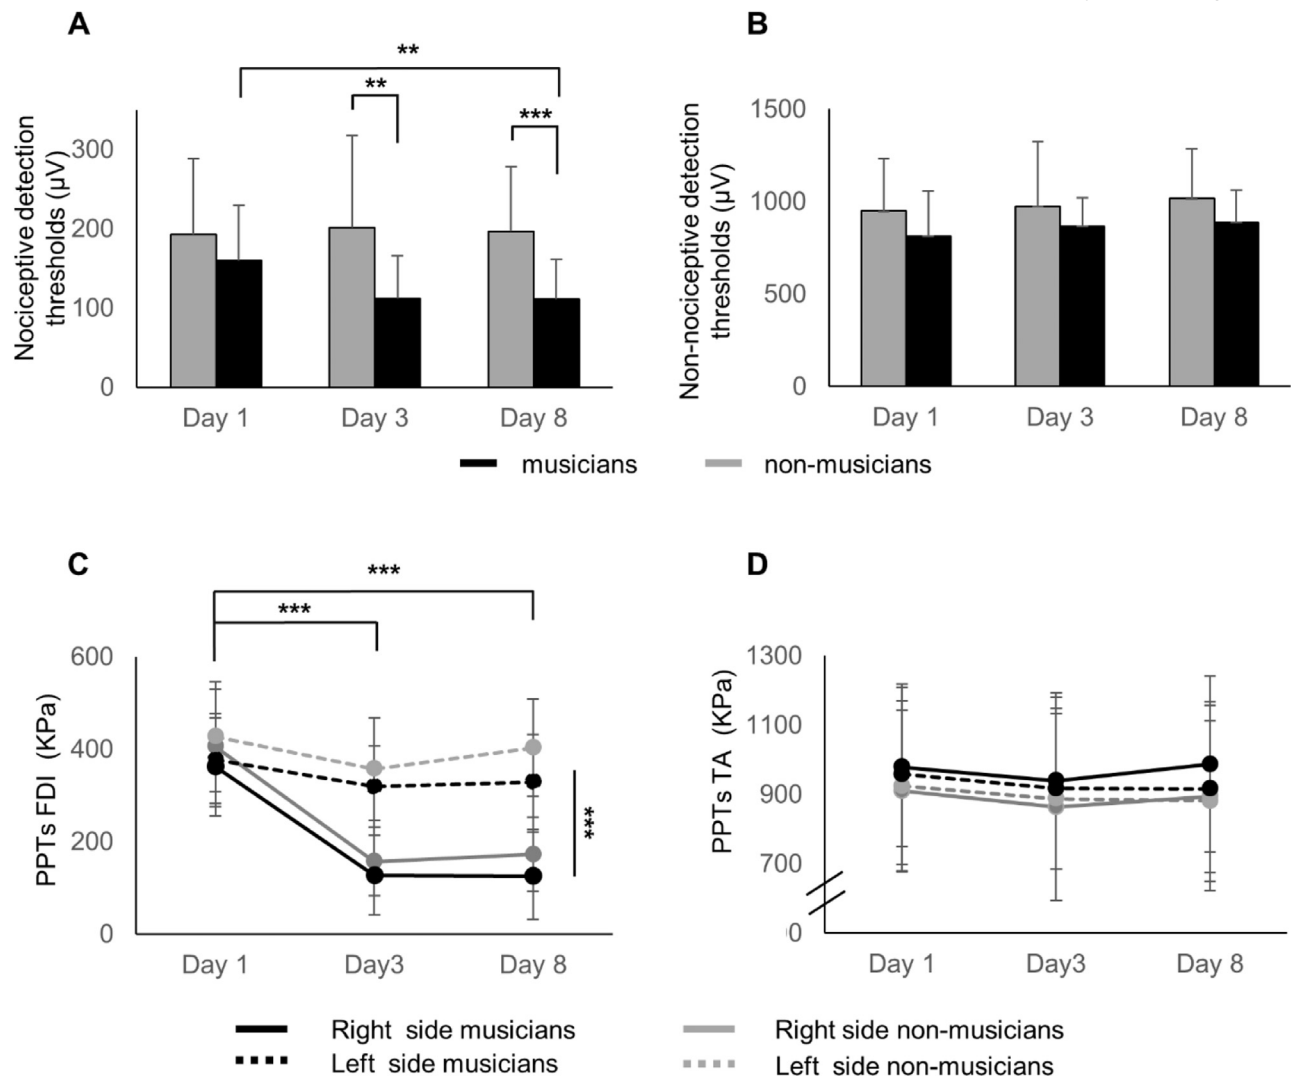 A
B
**
**
***
Nociceptive detection
thresholds (μV)
300
200
100
0
Day 1
Day 3
Day 8
Non-nociceptive detection
thresholds (μV)
1500
1000
500
0
Day 1
Day 3
Day 8
musicians
non-musicians
C
D
***
***
***
PPTs FDI (KPa)
600
400
200
0
Day 1
Day3
Day 8
PPTs TA (KPa)
1300
1100
900
700
0
Day 1
Day3
Day 8
Right side musicians
Left side musicians
Right side non-musicians
Left side non-musicians